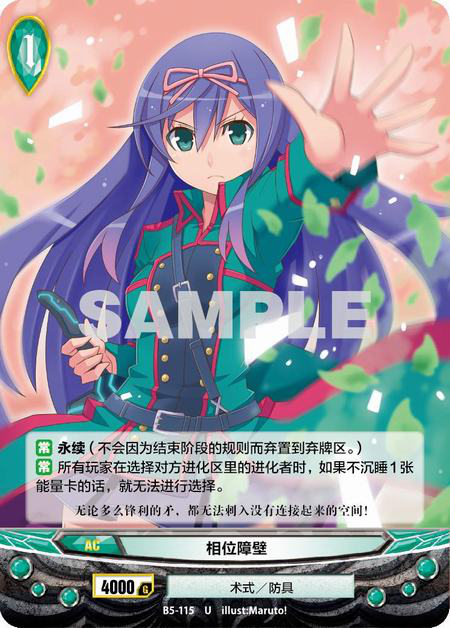 1
SAMPLE
常 永续（不会因为结束阶段的规则而弃置到弃牌区。）
常 所有玩家在选择对方进化区里的进化者时，如果不沉睡1张
能量卡的话，就无法进行选择。
无论多么锋利的矛，都无法刺入没有连接起来的空间！
AC 相位障壁
4000 G 术式／防具
B5-115 U illust:Maruto!